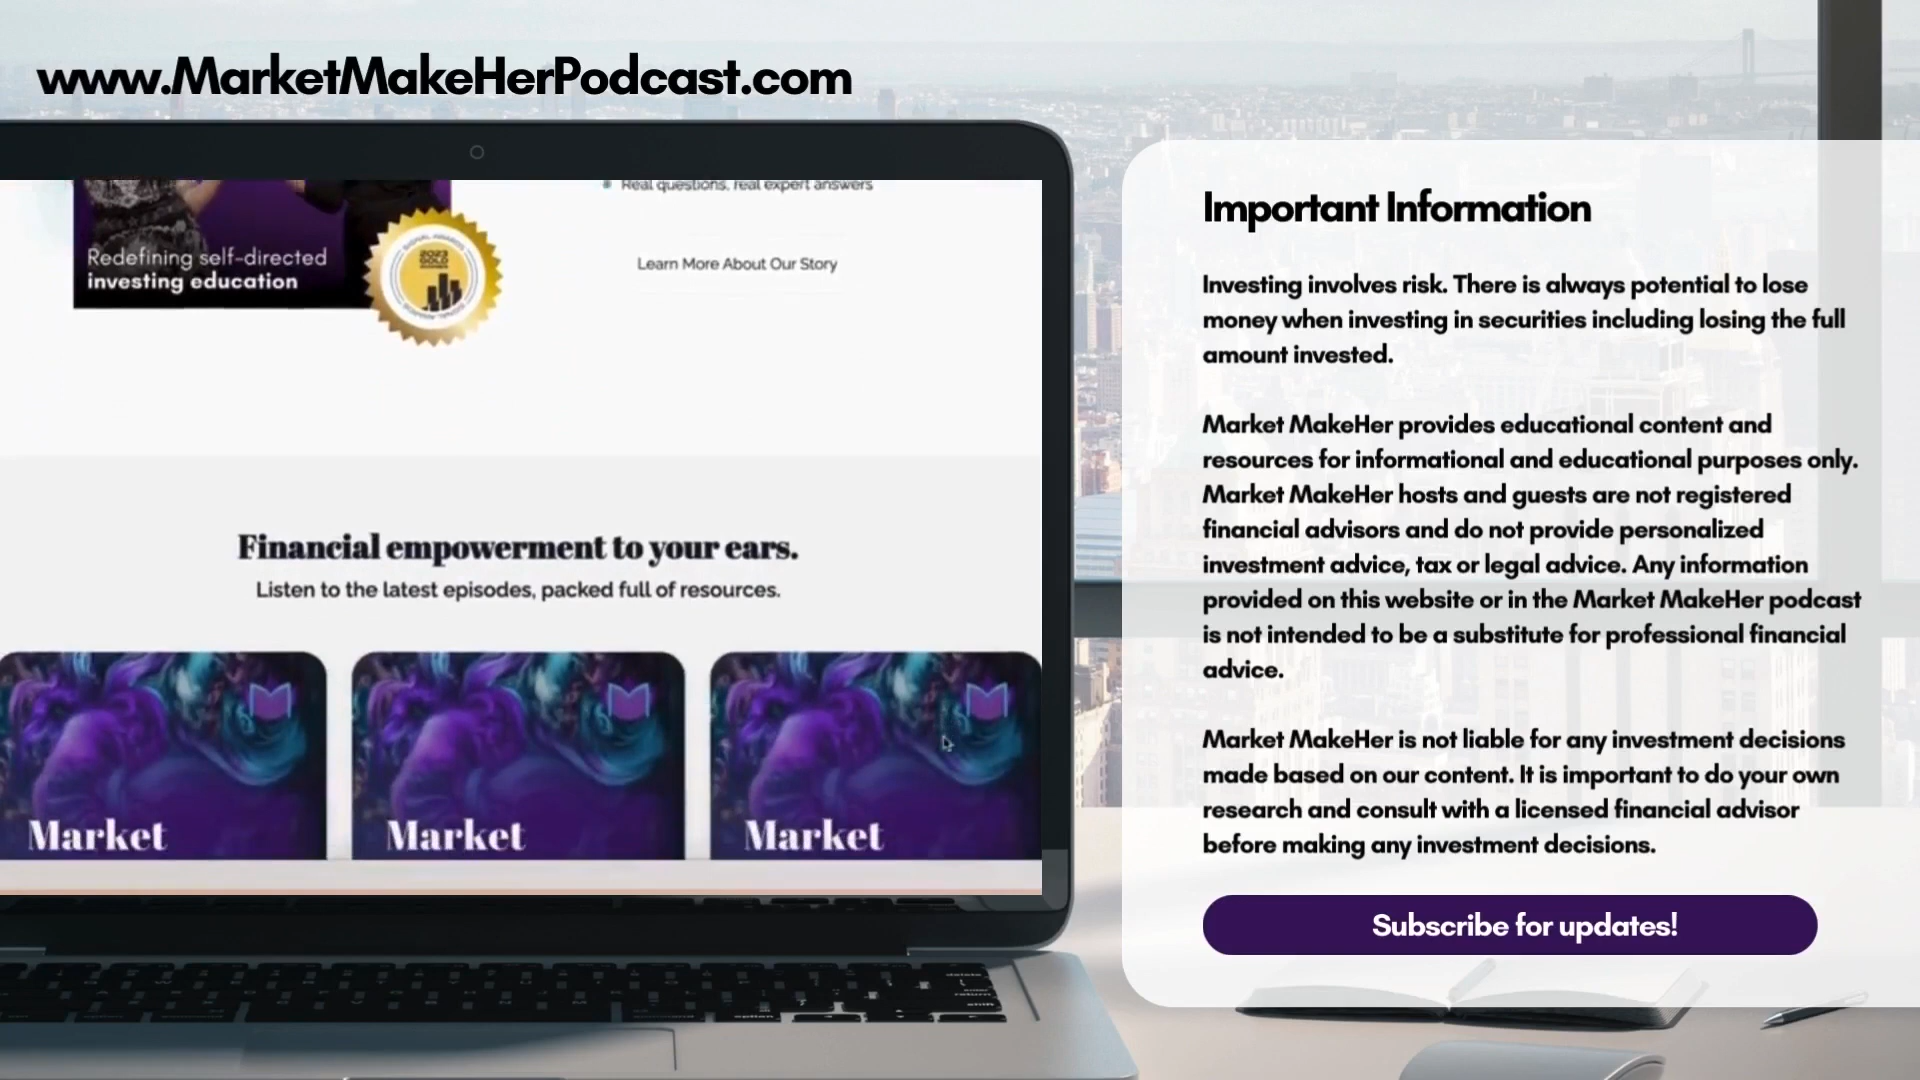 www.MarketMakeHerPodcast.com
Real questions, real expert answers
Redefining self-directed
investing education
2023
GOLD
Learn More About Our Story
Financial empowerment to your ears.
Listen to the latest episodes, packed full of resources.
Market
Market
Market
Important Information
Investing involves risk. There is always potential to lose
money when investing in securities including losing the full
amount invested.
Market MakeHer provides educational content and
resources for informational and educational purposes only.
Market MakeHer hosts and guests are not registered
financial advisors and do not provide personalized
investment advice, tax or legal advice. Any information
provided on this website or in the Market MakeHer podcast
is not intended to be a substitute for professional financial
advice.
Market MakeHer is not liable for any investment decisions
made based on our content. It is important to do your own
research and consult with a licensed financial advisor
before making any investment decisions.
Subscribe for updates!
delete
return
shift
option